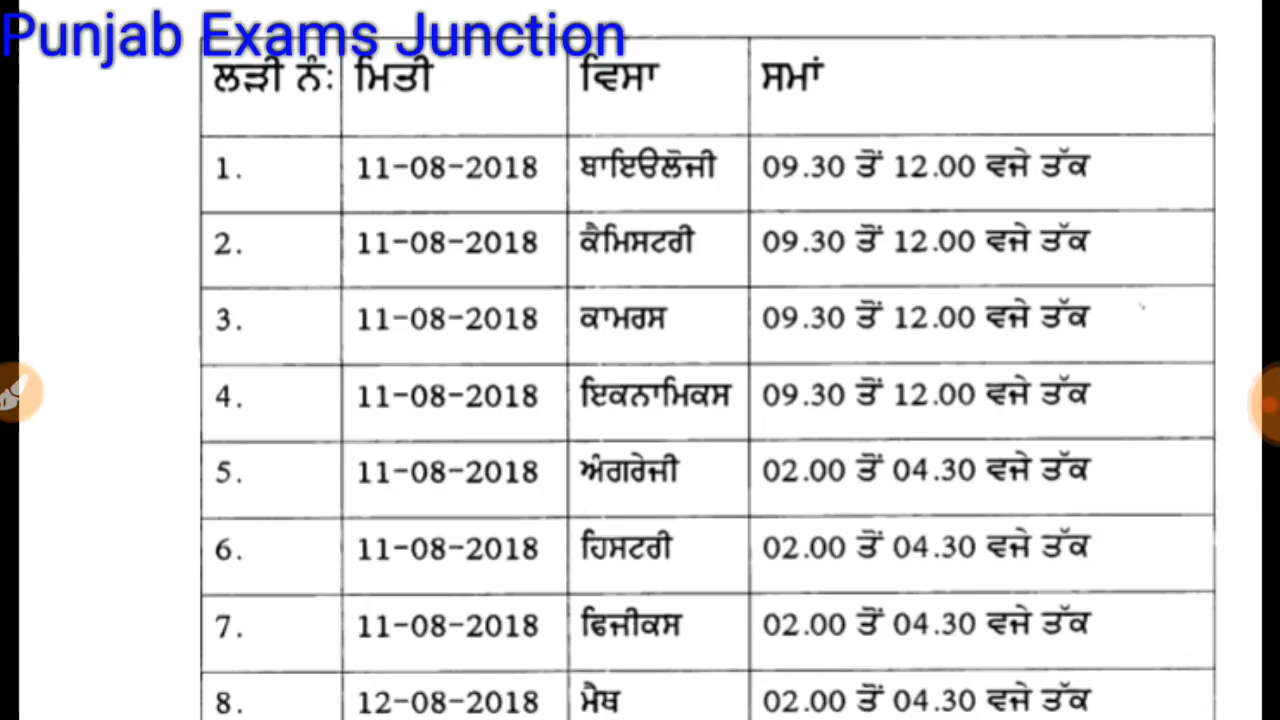 Punjab Exams Junction
ਲੜੀ ਨੰ: ਮਿਤੀ ਵਿਸਾ ਸਮਾਂ
1. 11-08-2018 ਬਾਇਓਲੋਜੀ 09.30 ਤੋਂ 12.00 ਵਜੇ ਤੱਕ
2. 11-08-2018 ਕੈਮਿਸਟਰੀ 09.30 ਤੋਂ 12.00 ਵਜੇ ਤੱਕ
3. 11-08-2018 ਕਾਮਰਸ 09.30 ਤੋਂ 12.00 ਵਜੇ ਤੱਕ
4. 11-08-2018 ਇਕਨਾਮਿਕਸ 09.30 ਤੋਂ 12.00 ਵਜੇ ਤੱਕ
5. 11-08-2018 ਅੰਗਰੇਜੀ 02.00 ਤੋਂ 04.30 ਵਜੇ ਤੱਕ
6. 11-08-2018 ਹਿਸਟਰੀ 02.00 ਤੋਂ 04.30 ਵਜੇ ਤੱਕ
7. 11-08-2018 ਫਿਜੀਕਸ 02.00 ਤੋਂ 04.30 ਵਜੇ ਤੱਕ
8. 12-08-2018 ਮੈਥ 02.00 ਤੋਂ 04.30 ਵਜੇ ਤੱਕ